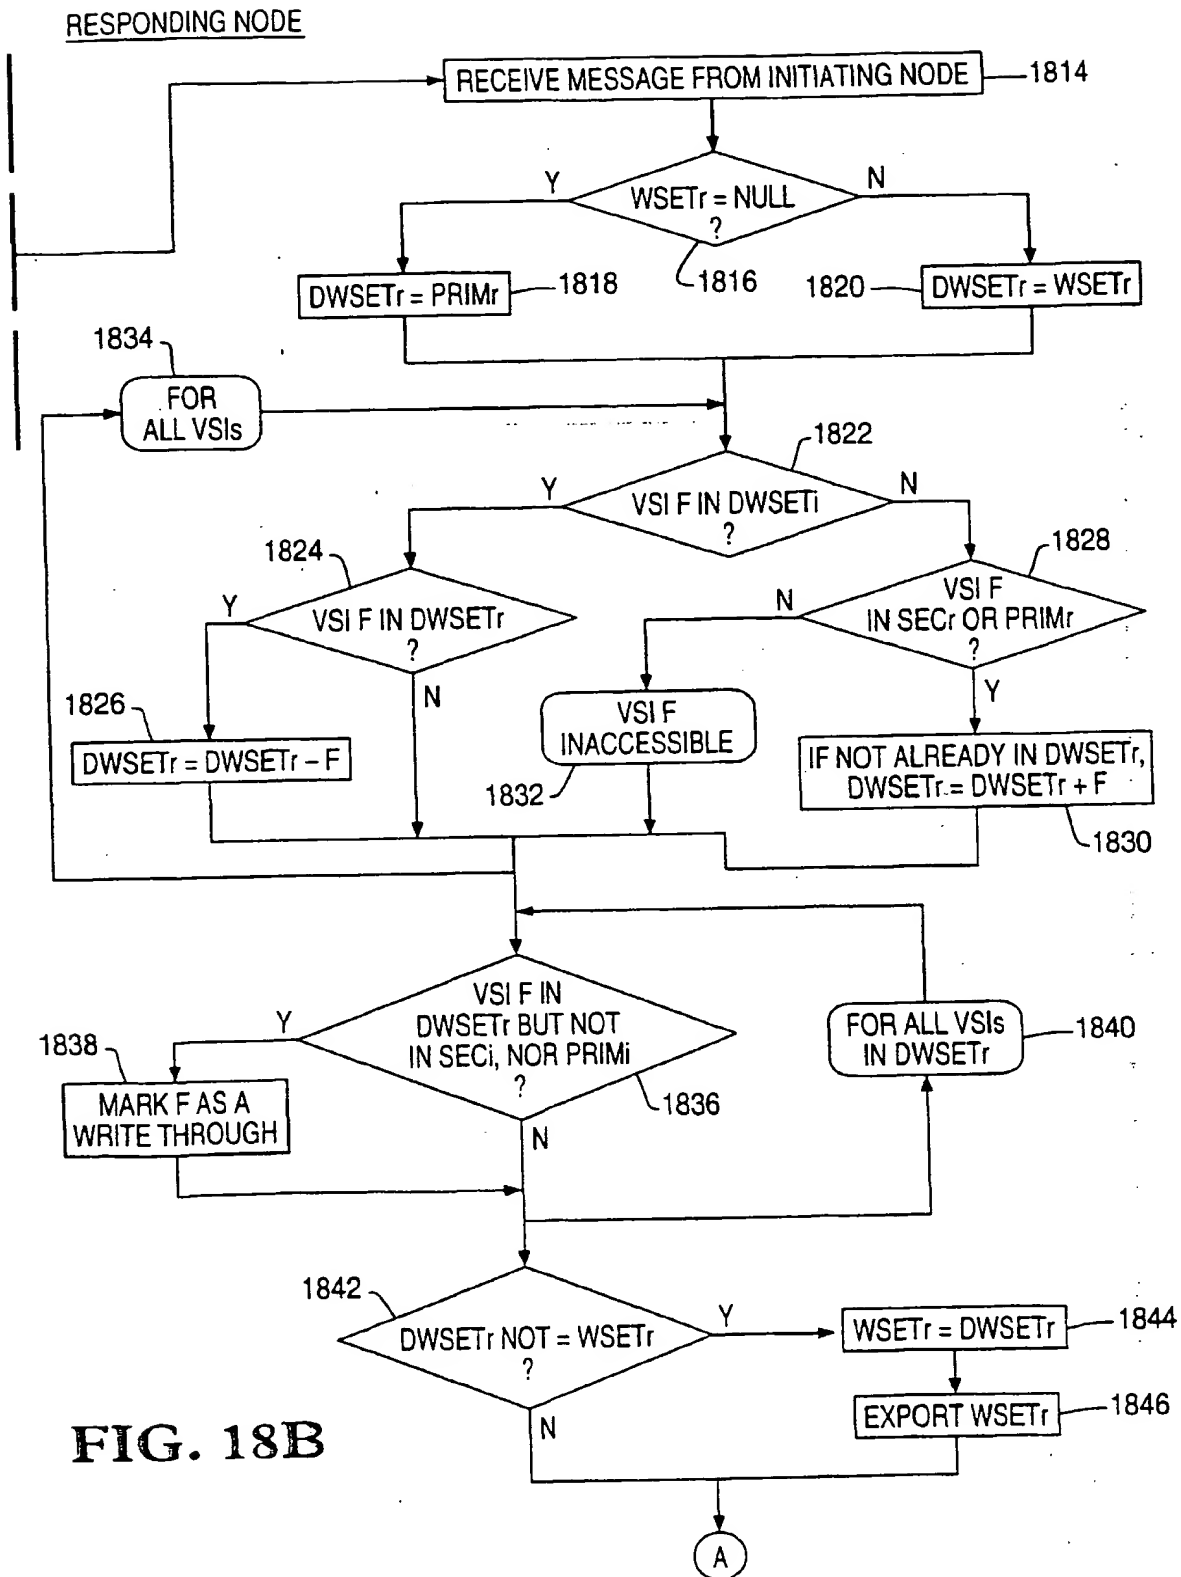 RESPONDING NODE
RECEIVE MESSAGE FROM INITIATING NODE
1814
Y
WSETr = NULL
?
N
1816
DWSETr = PRIMr
1818
1820
DWSETr = WSETr
1834
FOR
ALL VSIs
1822
Y
VSI F IN DWSETi
?
N
1824
Y
VSI F IN DWSETr
?
N
1828
N
VSI F
IN SECr OR PRIMr
?
Y
1826
DWSETr = DWSETr – F
VSI F
INACCESSIBLE
1832
IF NOT ALREADY IN DWSETr,
DWSETr = DWSETr + F
1830
Y
VSI F IN
DWSETr BUT NOT
IN SECi, NOR PRIMi
?
1836
N
1838
MARK F AS A
WRITE THROUGH
FOR ALL VSIs
IN DWSETr
1840
1842
DWSETr NOT = WSETr
?
Y
N
WSETr = DWSETr
1844
EXPORT WSETr
1846
FIG. 18B
A